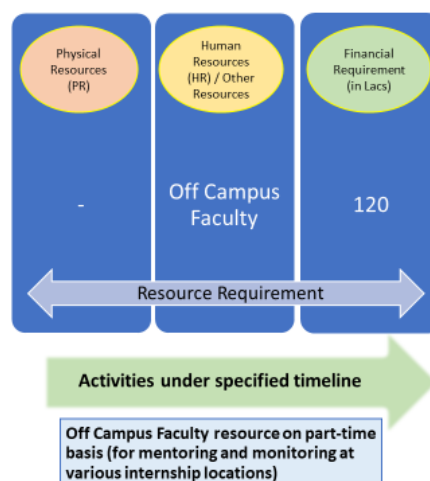 Physical
Resources
(PR)
Human
Resources
(HR) / Other
Resources
Financial
Requirement
(in Lacs)
-
Off Campus
Faculty
120
Resource Requirement
Activities under specified timeline
Off Campus Faculty resource on part-time
basis (for mentoring and monitoring at
various internship locations)